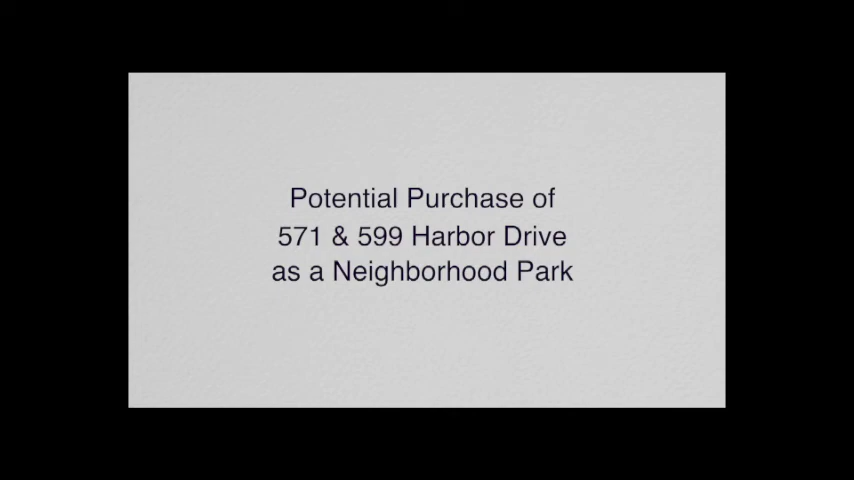 Potential Purchase of
571 & 599 Harbor Drive
as a Neighborhood Park